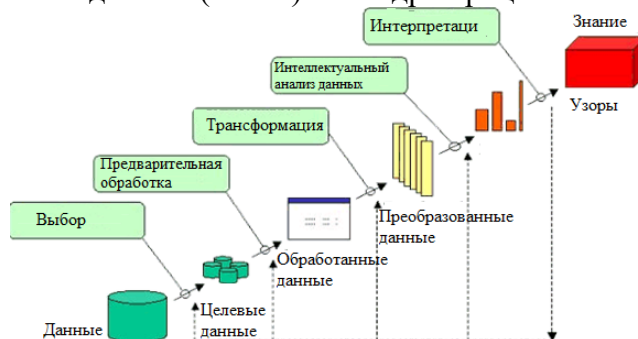 Знание
Интерпретаци
Узоры
Интеллектуальный
анализ данных
Трансформация
Преобразованные
данные
Предварительная
обработка
Обработанные
данные
Выбор
Целевые
данные
Данные